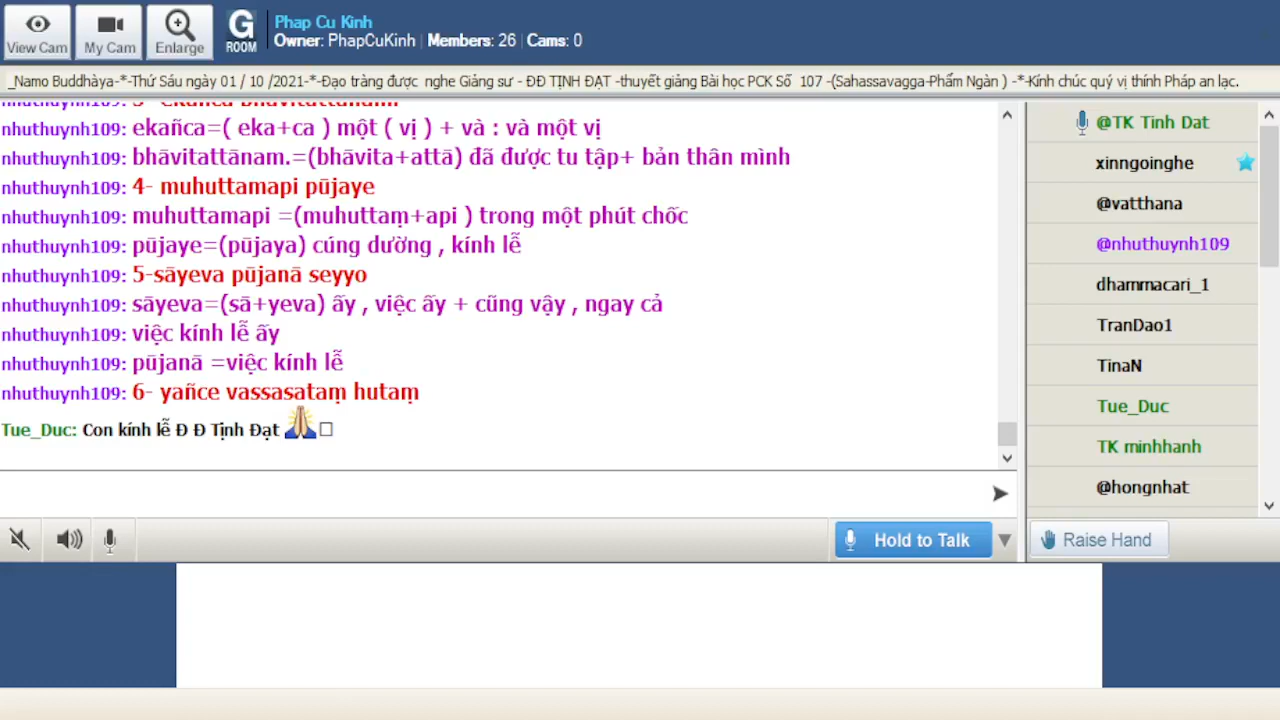 View Cam
My Cam
Enlarge
G
ROOM
Phap Cu Kinh
Owner: PhapCuKinh | Members: 26 | Cams: 0
_Namo Buddhàya-*-Thứ Sáu ngày 01 / 10 /2021-*-Đạo tràng được nghe Giảng sư - ĐĐ TỊNH ĐẠT -thuyết giảng Bài học PCK Số 107 -(Sahassavagga-Phẩm Ngàn ) -*-Kính chúc quý vị thính Pháp an lạc.
nhuthuynh109: ekañca=( eka+ca ) một ( vị ) + và : và một vị
nhuthuynh109: bhāvitattānam.=(bhāvita+attā) đã được tu tập+ bản thân mình
nhuthuynh109: 4- muhuttamapi pūjaye
nhuthuynh109: muhuttamapi =(muhuttaṃ+api ) trong một phút chốc
nhuthuynh109: pūjaye=(pūjaya) cúng dường , kính lễ
nhuthuynh109: 5-sāyeva pūjanā seyyo
nhuthuynh109: sāyeva=(sā+yeva) ấy , việc ấy + cũng vậy , ngay cả
nhuthuynh109: việc kính lễ ấy
nhuthuynh109: pūjanā =việc kính lễ
nhuthuynh109: 6- yañce vassasataṃ hutaṃ
Tue_Duc: Con kính lễ Đ Đ Tịnh Đạt
@TK Tinh Dat
xinngoinghe
@vatthana
@nhuthuynh109
dhammacari_1
TranDao1
TinaN
Tue_Duc
TK minhhanh
@hongnhat
Hold to Talk
Raise Hand